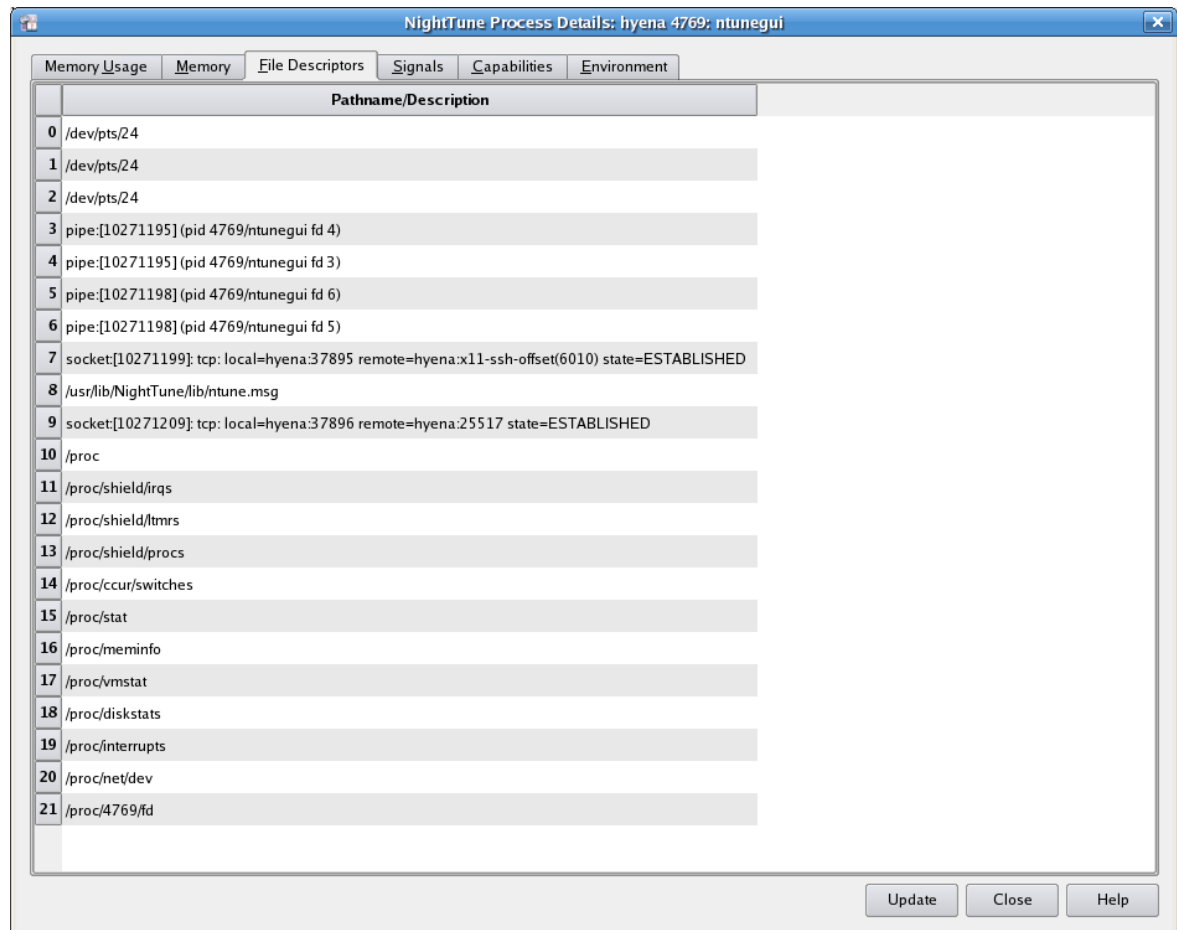 NightTune Process Details: hyena 4769: ntunegui
Memory Usage Memory File Descriptors Signals Capabilities Environment
Pathname/Description
0 /dev/pts/24
1 /dev/pts/24
2 /dev/pts/24
3 pipe:[10271195] (pid 4769/ntunegui fd 4)
4 pipe:[10271195] (pid 4769/ntunegui fd 3)
5 pipe:[10271198] (pid 4769/ntunegui fd 6)
6 pipe:[10271198] (pid 4769/ntunegui fd 5)
7 socket:[10271199]: tcp: local=hyena:37895 remote=hyena:x11-ssh-offset(6010) state=ESTABLISHED
8 /usr/lib/NightTune/lib/ntune.msg
9 socket:[10271209]: tcp: local=hyena:37896 remote=hyena:25517 state=ESTABLISHED
10 /proc
11 /proc/shield/irqs
12 /proc/shield/ltmrs
13 /proc/shield/procs
14 /proc/ccur/switches
15 /proc/stat
16 /proc/meminfo
17 /proc/vmstat
18 /proc/diskstats
19 /proc/interrupts
20 /proc/net/dev
21 /proc/4769/fd
Update Close Help